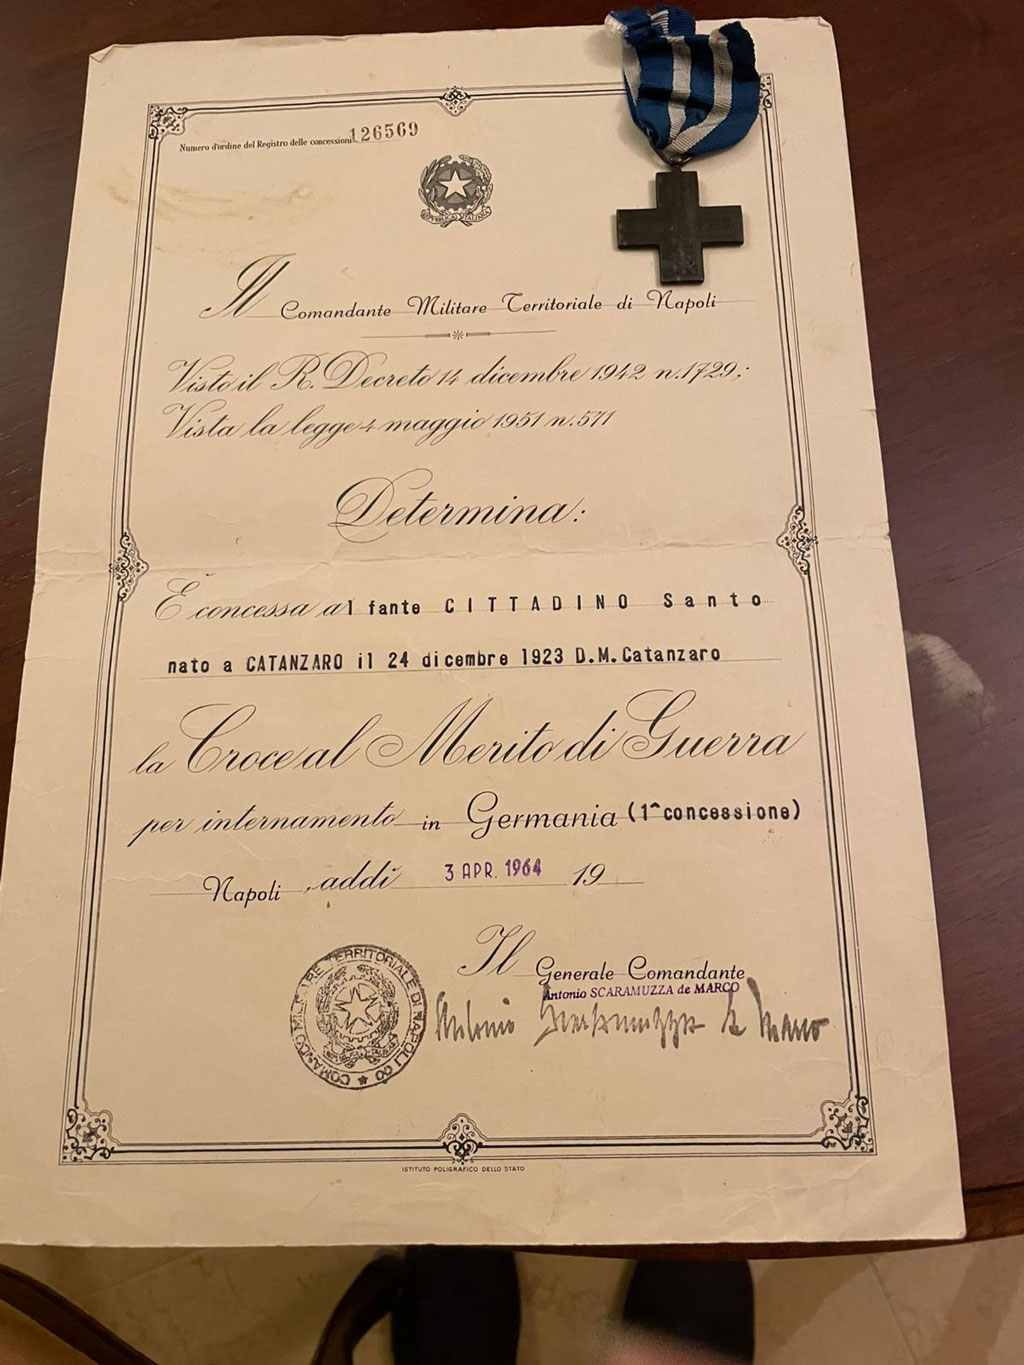 Numero d'ordine del Registro delle concessioni 126569
REPUBBLICA ITALIANA
Il Comandante Militare Territoriale di Napoli
Visto il R. Decreto 14 dicembre 1942 n. 1729;
Vista la legge 4 maggio 1951 n. 571
Determina:
È concessa al fante CITTADINO Santo
nato a CATANZARO il 24 dicembre 1923 D.M. Catanzaro
la Croce al Merito di Guerra
per internamento in Germania (1^ concessione)
Napoli, addì 3 APR. 1964 19
Il Generale Comandante
Antonio SCARAMUZZA de MARCO
Antonio Scaramuzza de Marco
COMANDO MILITARE TERRITORIALE DI NAPOLI
ISTITUTO POLIGRAFICO DELLO STATO